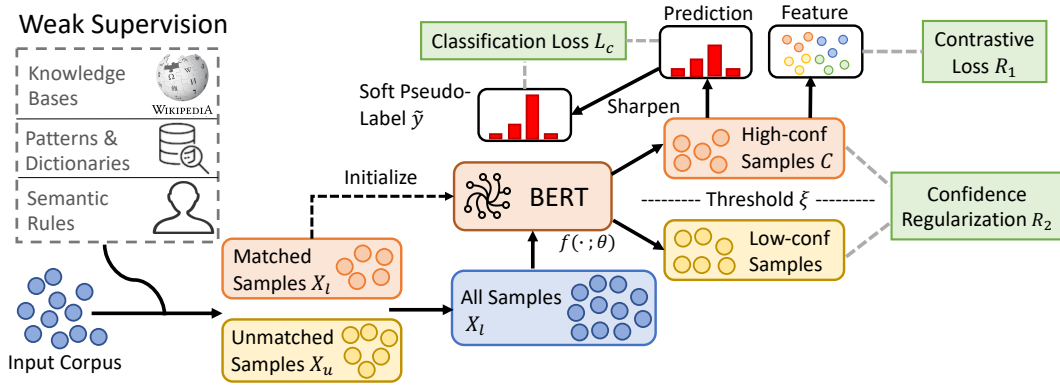 Weak Supervision
Knowledge
Bases
WIKIPEDIA
Patterns &
Dictionaries
Semantic
Rules
Input Corpus
Matched
Samples X_l
Unmatched
Samples X_u
Initialize
All Samples
X_l
BERT
f(· ; θ)
Classification Loss L_c
Soft Pseudo-
Label ỹ
Sharpen
Prediction
Feature
Contrastive
Loss R_1
High-conf
Samples C
Threshold ξ
Low-conf
Samples
Confidence
Regularization R_2